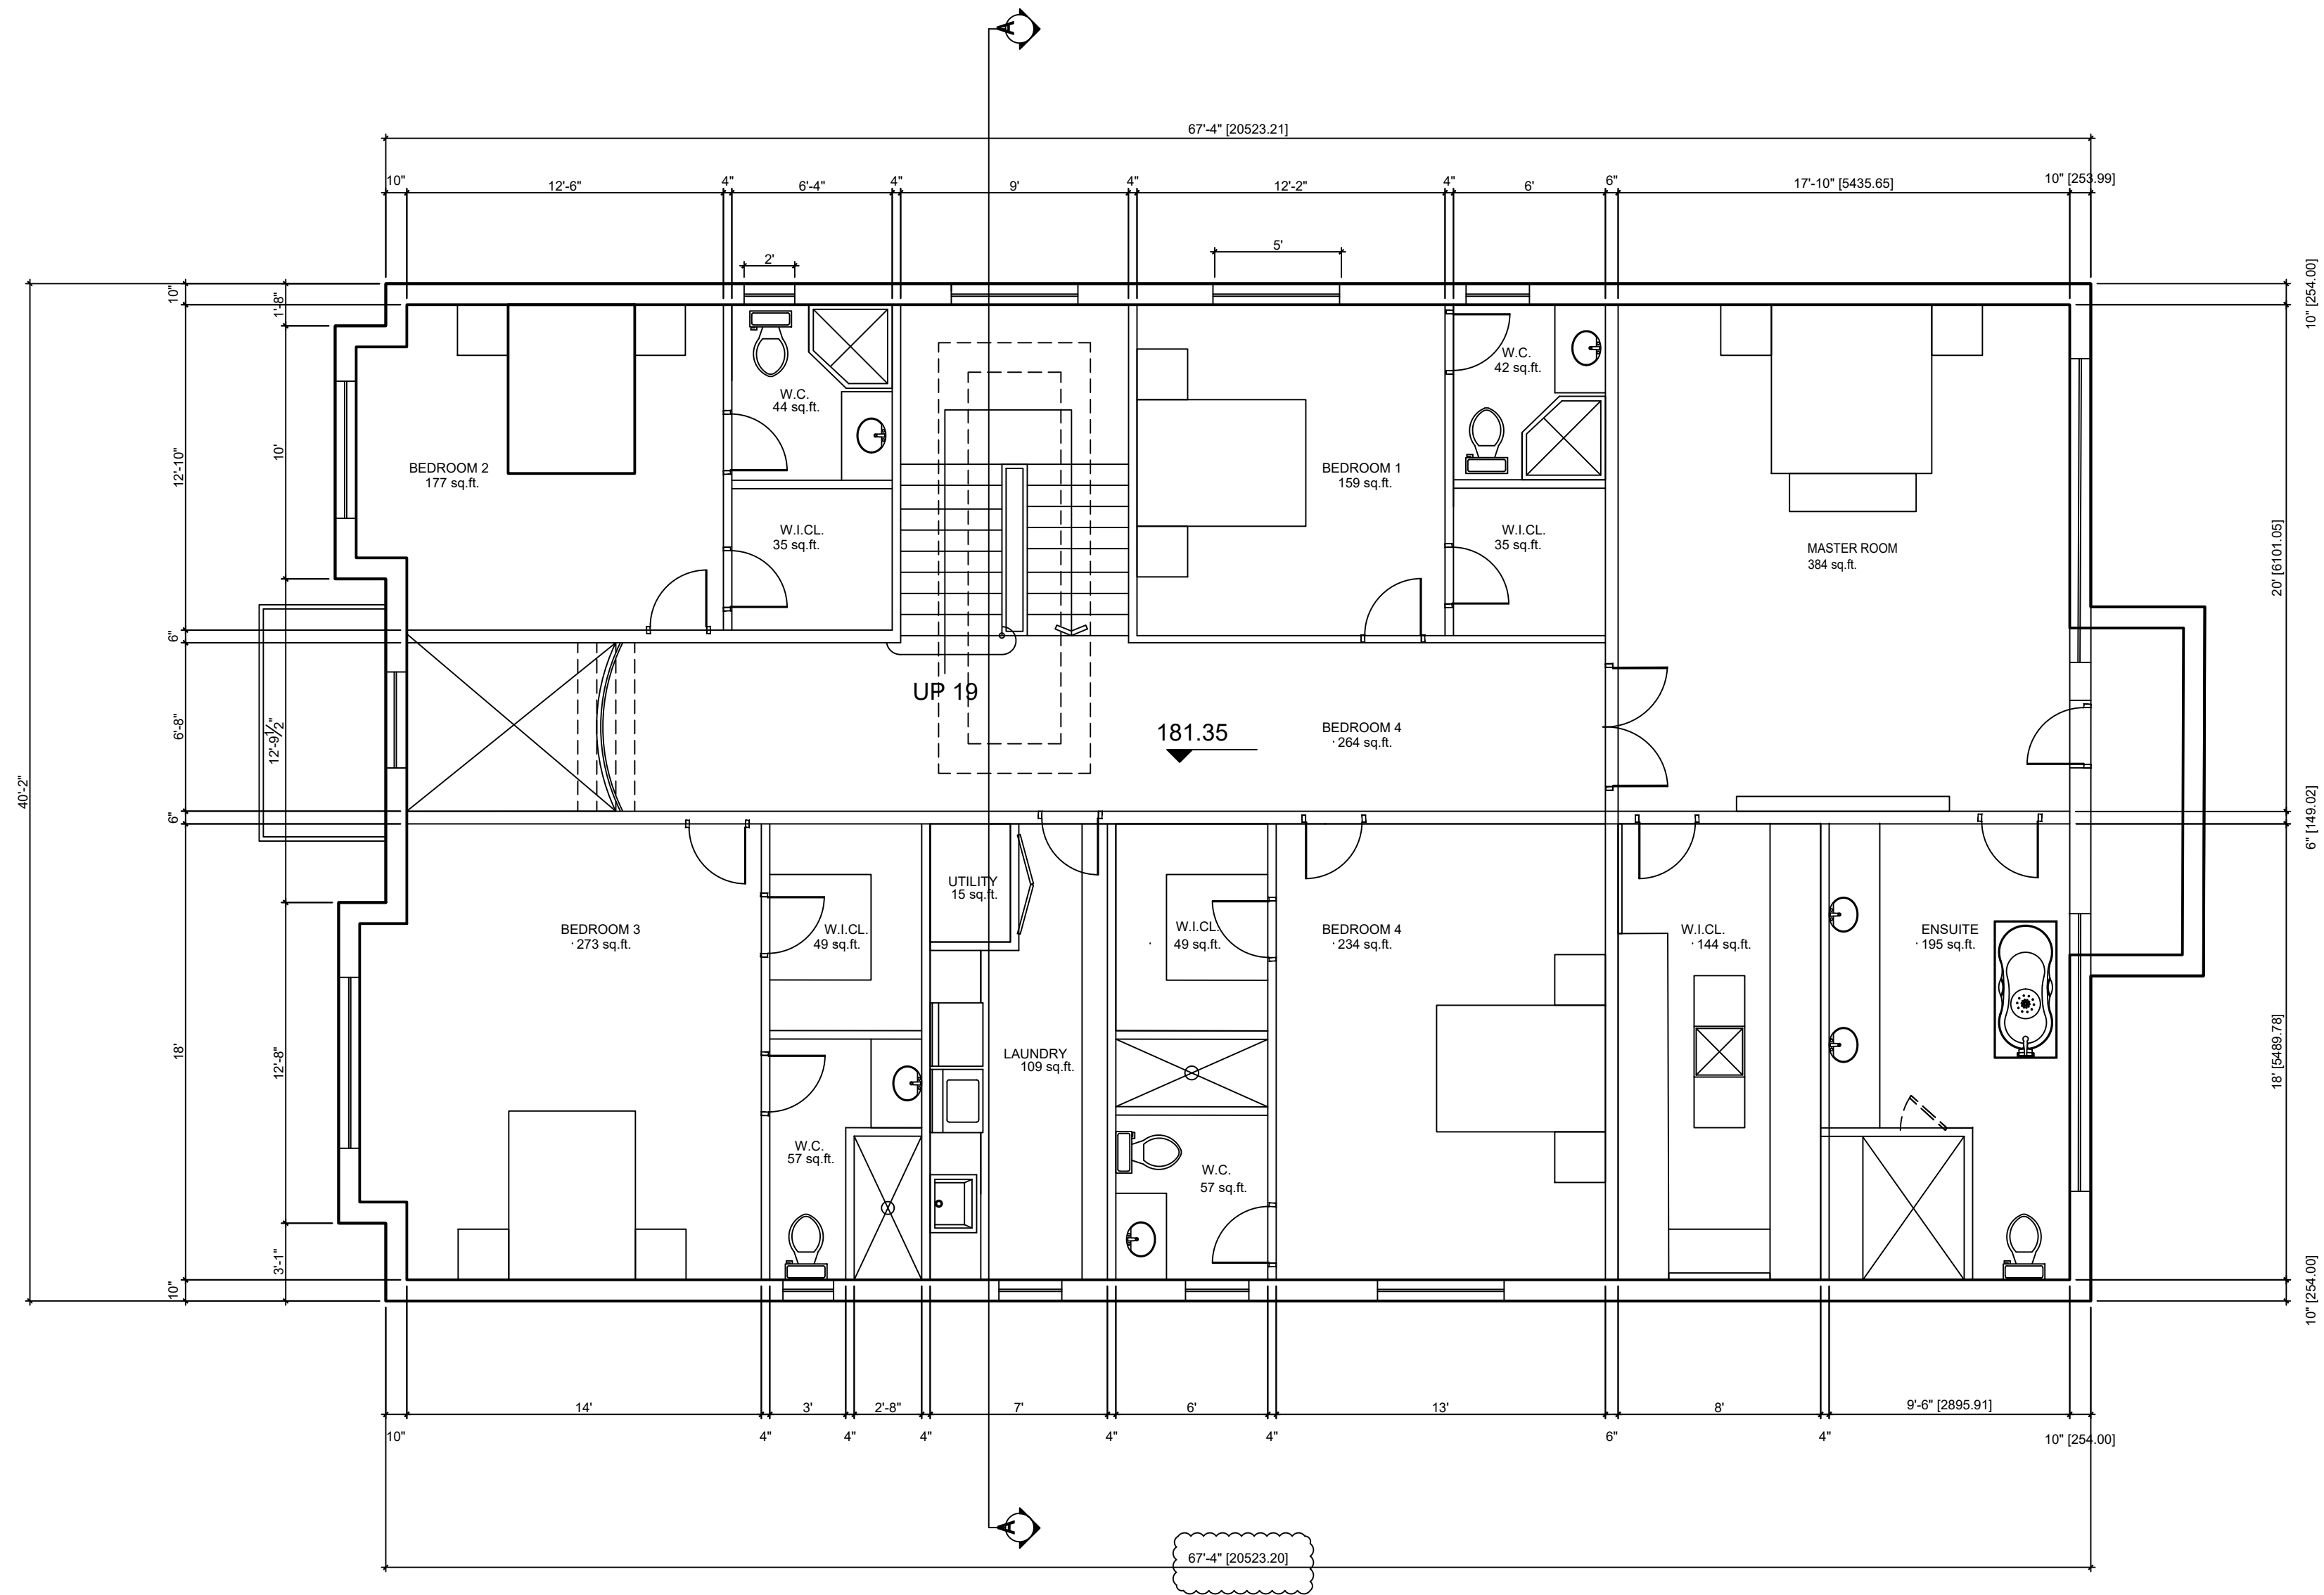 A
67'-4" [20523.21]
10"
12'-6"
4"
6'-4"
4"
9'
4"
12'-2"
4"
6'
6"
17'-10" [5435.65]
10" [253.99]
2'
5'
10"
1'-8"
10" [254.00]
W.C.
44 sq.ft.
W.C.
42 sq.ft.
BEDROOM 2
177 sq.ft.
BEDROOM 1
159 sq.ft.
12'-10"
10'
W.I.CL.
35 sq.ft.
W.I.CL.
35 sq.ft.
MASTER ROOM
384 sq.ft.
20' [6101.05]
6"
UP 19
181.35
BEDROOM 4
264 sq.ft.
6'-8"
12'-9½"
40'-2"
6"
6" [149.02]
UTILITY
15 sq.ft.
BEDROOM 3
273 sq.ft.
W.I.CL.
49 sq.ft.
W.I.CL.
49 sq.ft.
BEDROOM 4
234 sq.ft.
W.I.CL.
144 sq.ft.
ENSUITE
195 sq.ft.
18'
12'-8"
LAUNDRY
109 sq.ft.
18' [5489.78]
W.C.
57 sq.ft.
W.C.
57 sq.ft.
3'-1"
10"
10" [254.00]
14'
3'
2'-8"
7'
6'
13'
8'
9'-6" [2895.91]
10"
4"
4"
4"
4"
4"
6"
4"
10" [254.00]
A
67'-4" [20523.20]